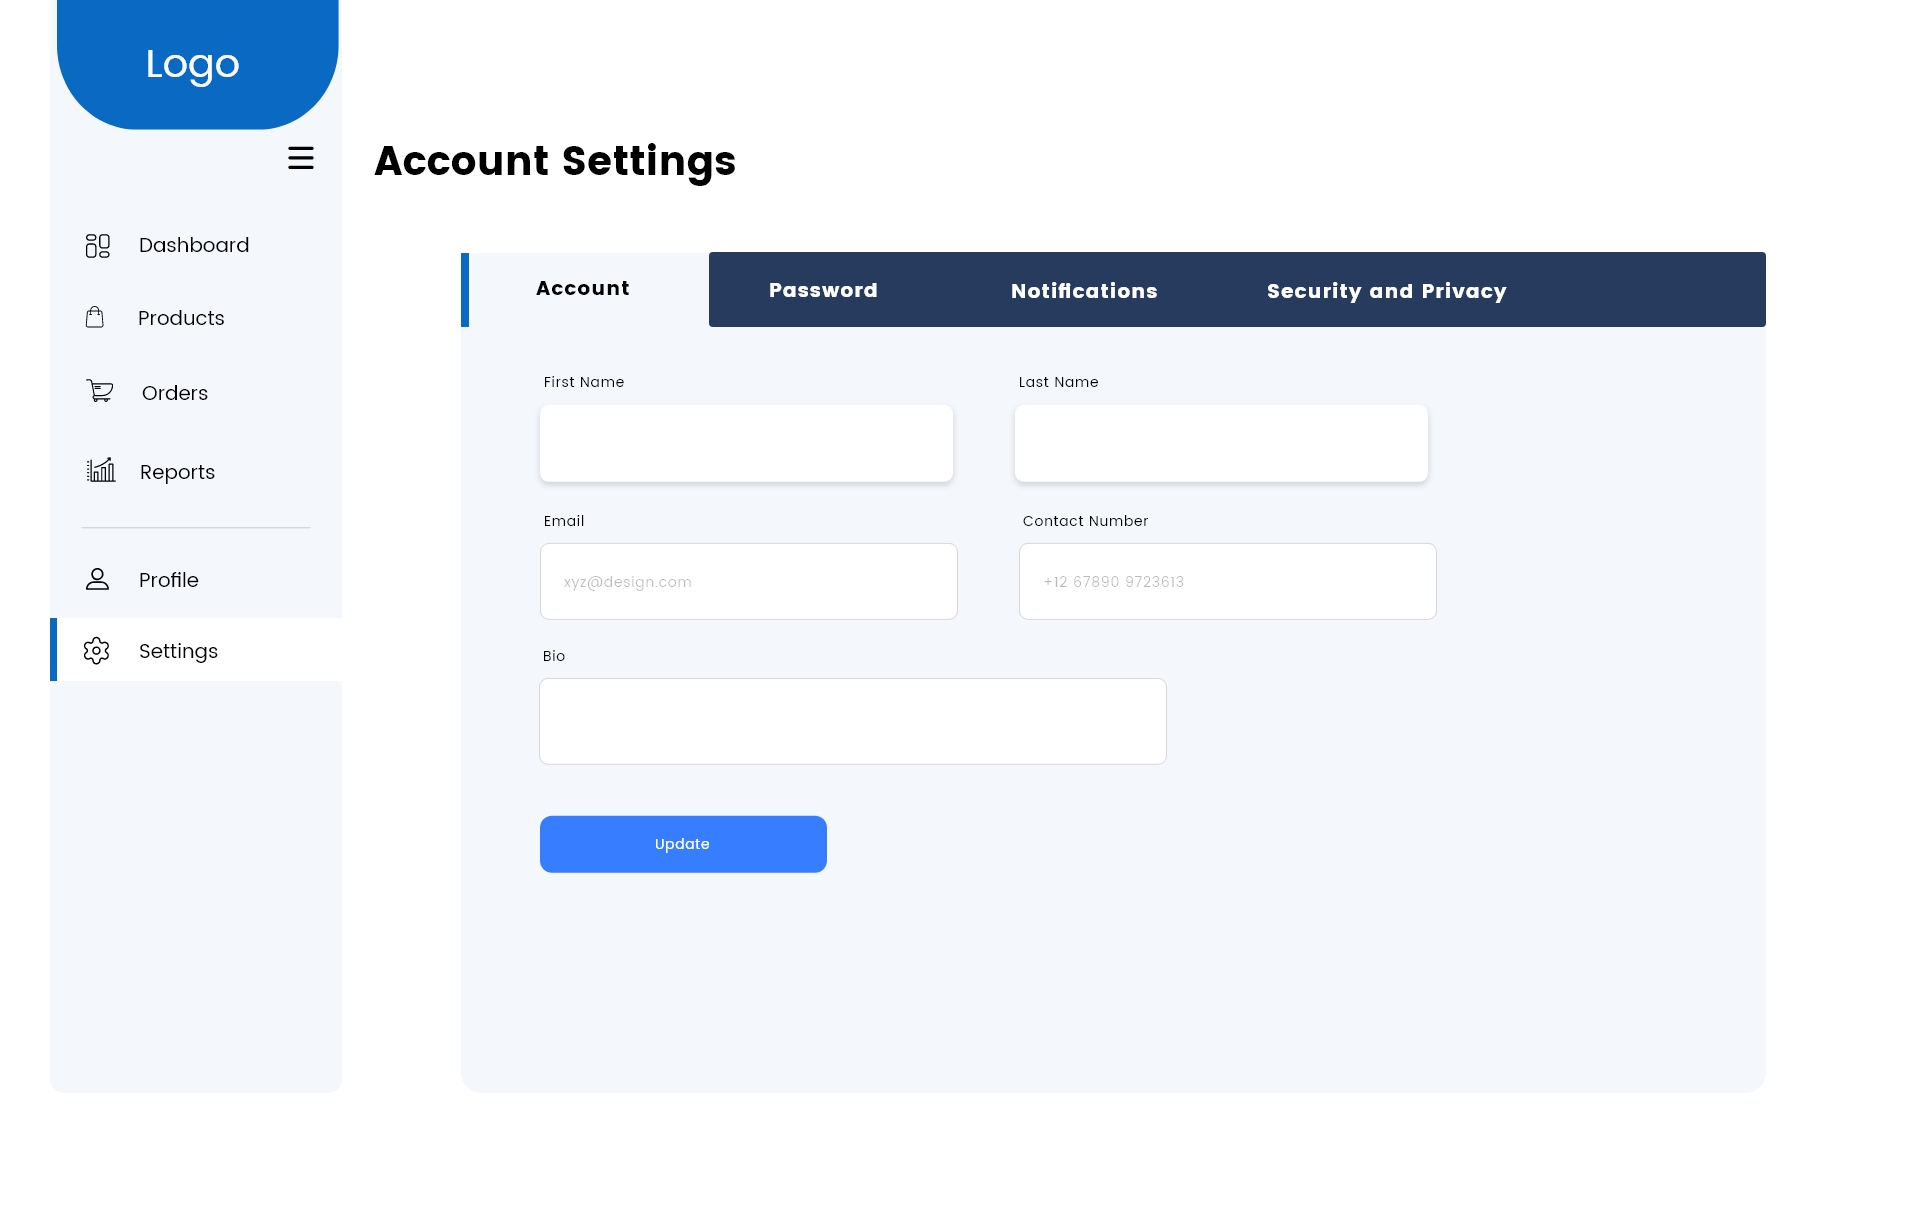 Logo
Account Settings
Dashboard
Products
Orders
Reports
Profile
Settings
Account
Password
Notifications
Security and Privacy
First Name
Last Name
Email
Contact Number
xyz@design.com
+12 67890 9723613
Bio
Update